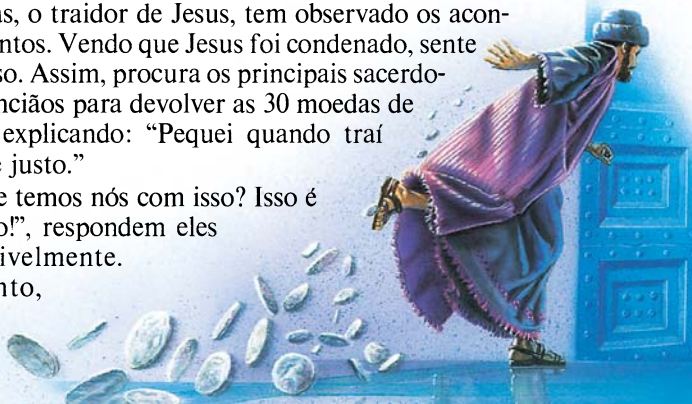 s, o traidor de Jesus, tem observado os acon-
ntos. Vendo que Jesus foi condenado, sente
so. Assim, procura os principais sacerdo-
nciãos para devolver as 30 moedas de
explicando: “Pequei quando traí
justo.”
e temos nós com isso? Isso é
o!”, respondem eles
ivelmente.
nto,